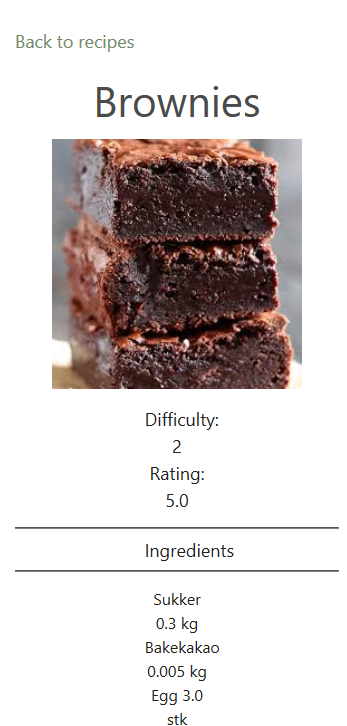 Back to recipes
Brownies
Difficulty:
2
Rating:
5.0
Ingredients
Sukker
0.3 kg
Bakekakao
0.005 kg
Egg 3.0
stk